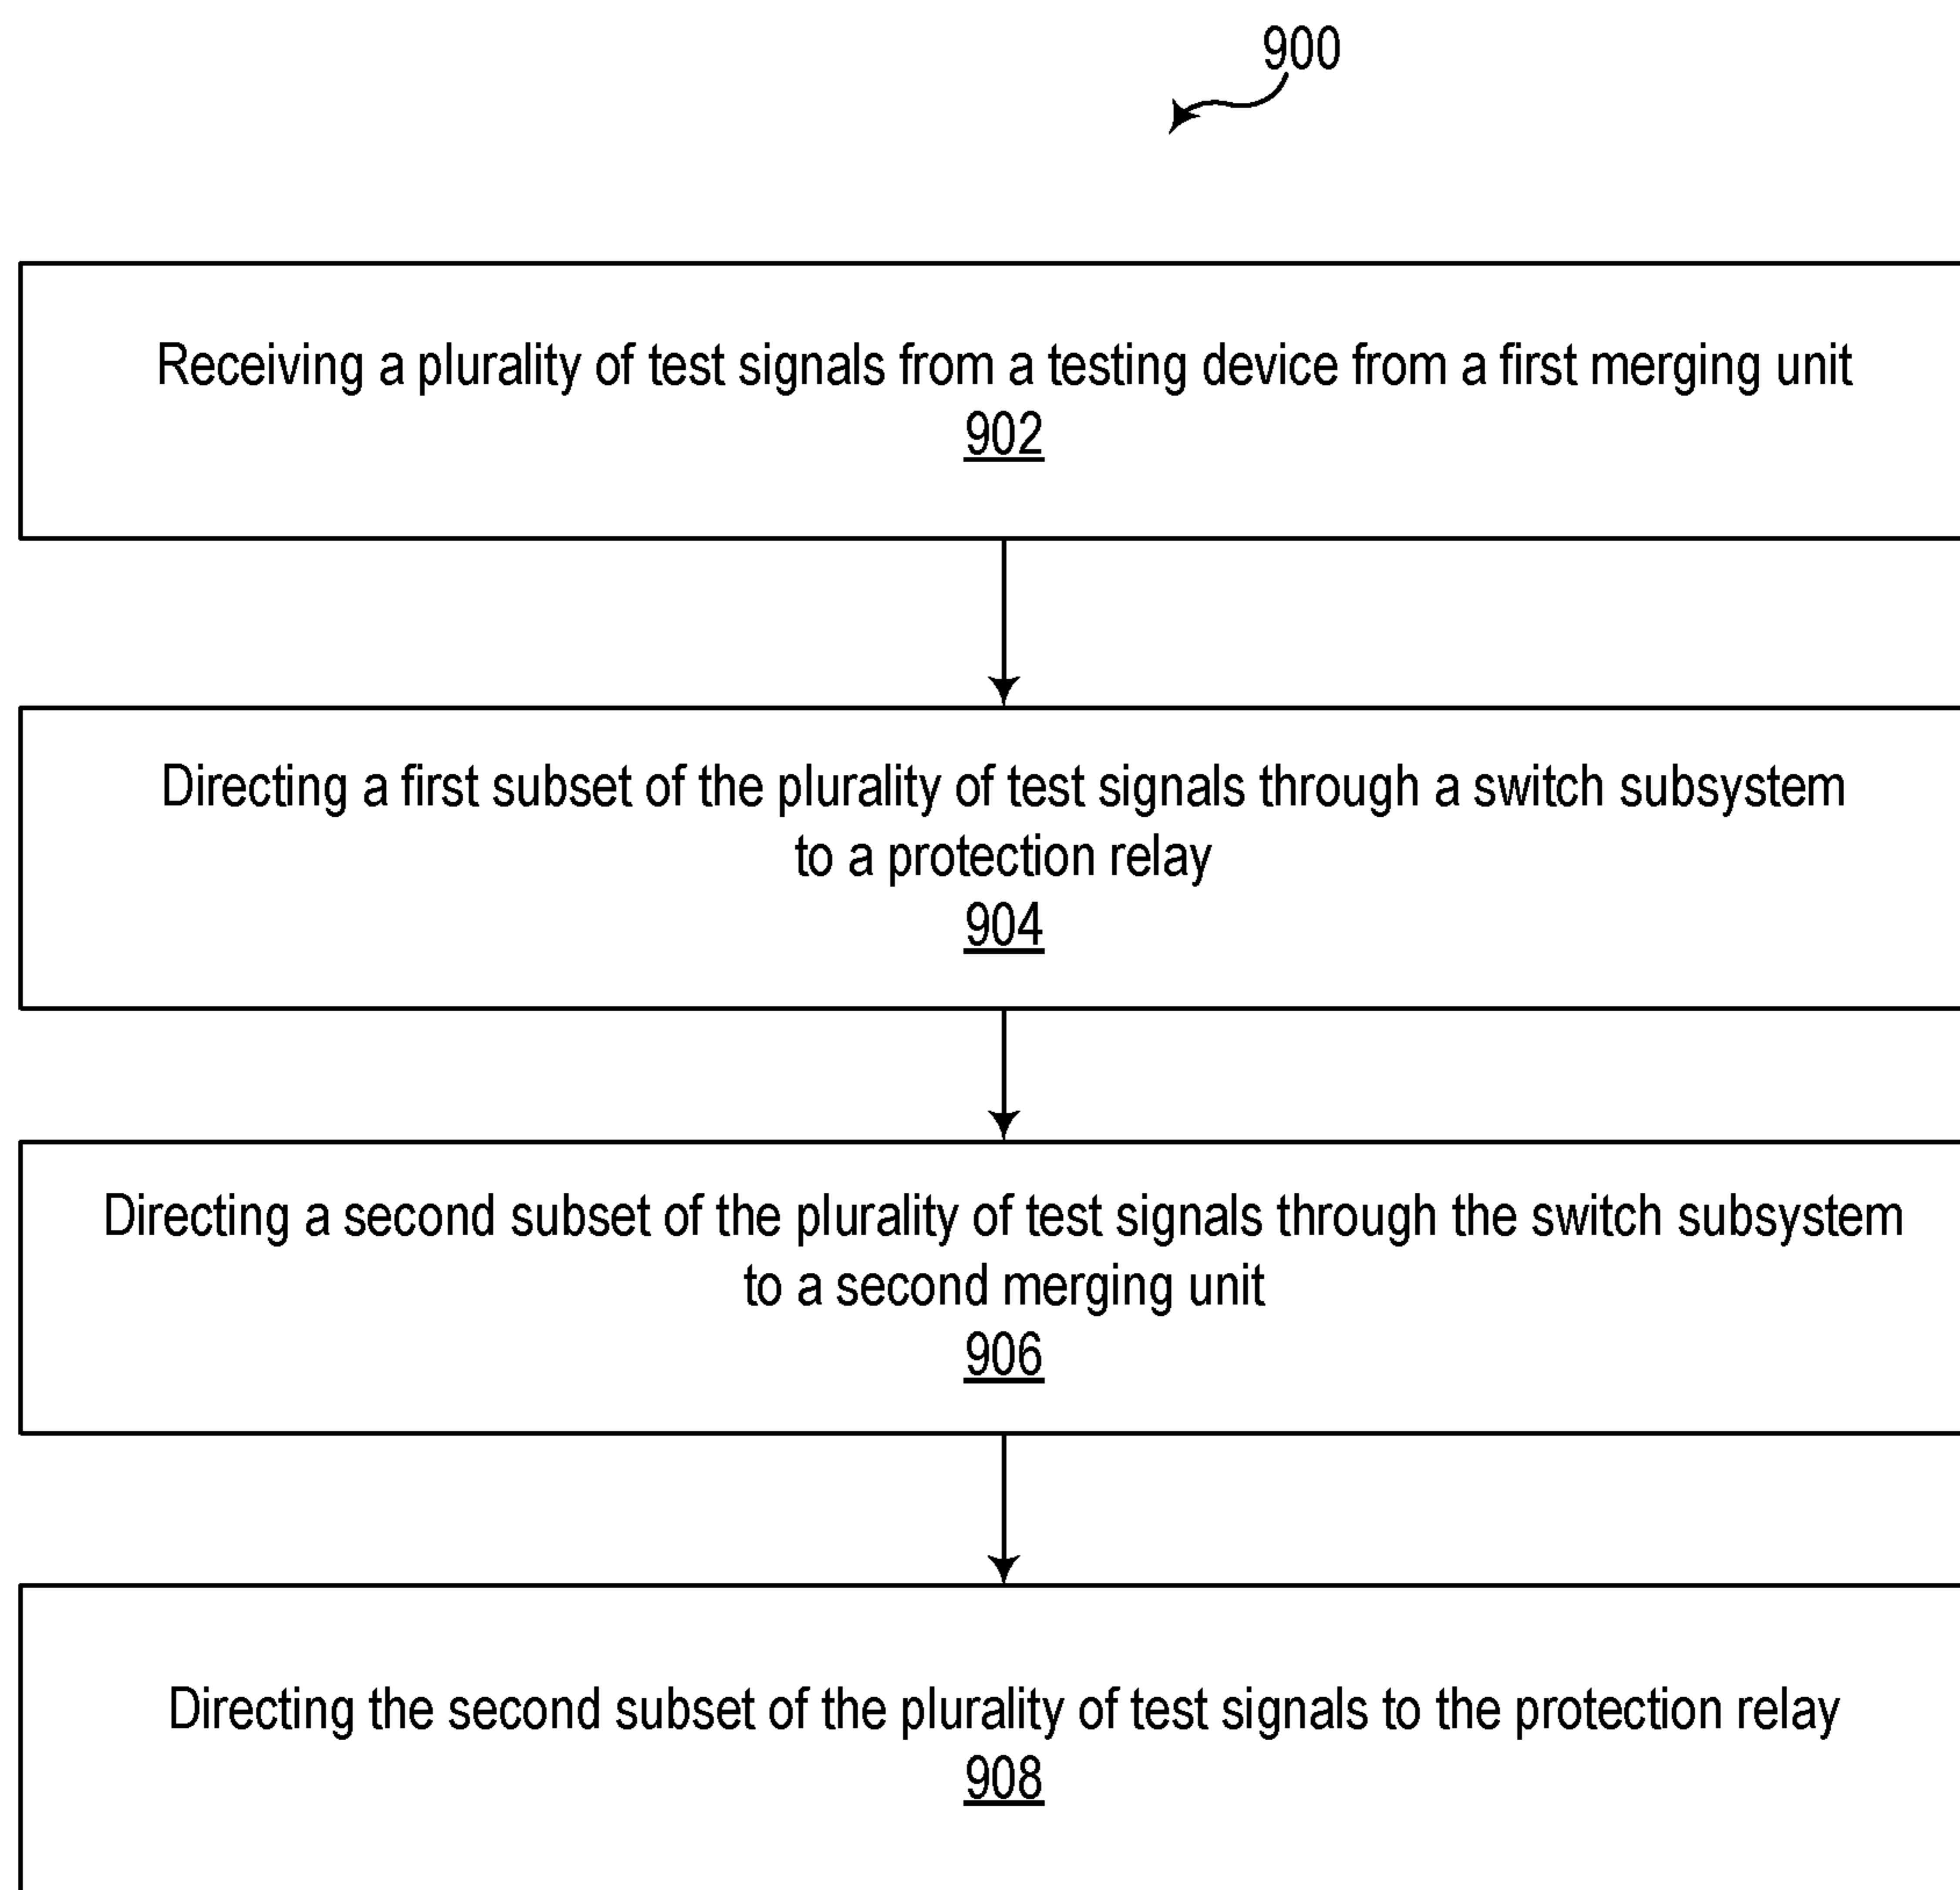 900
Receiving a plurality of test signals from a testing device from a first merging unit
902
Directing a first subset of the plurality of test signals through a switch subsystem
to a protection relay
904
Directing a second subset of the plurality of test signals through the switch subsystem
to a second merging unit
906
Directing the second subset of the plurality of test signals to the protection relay
908